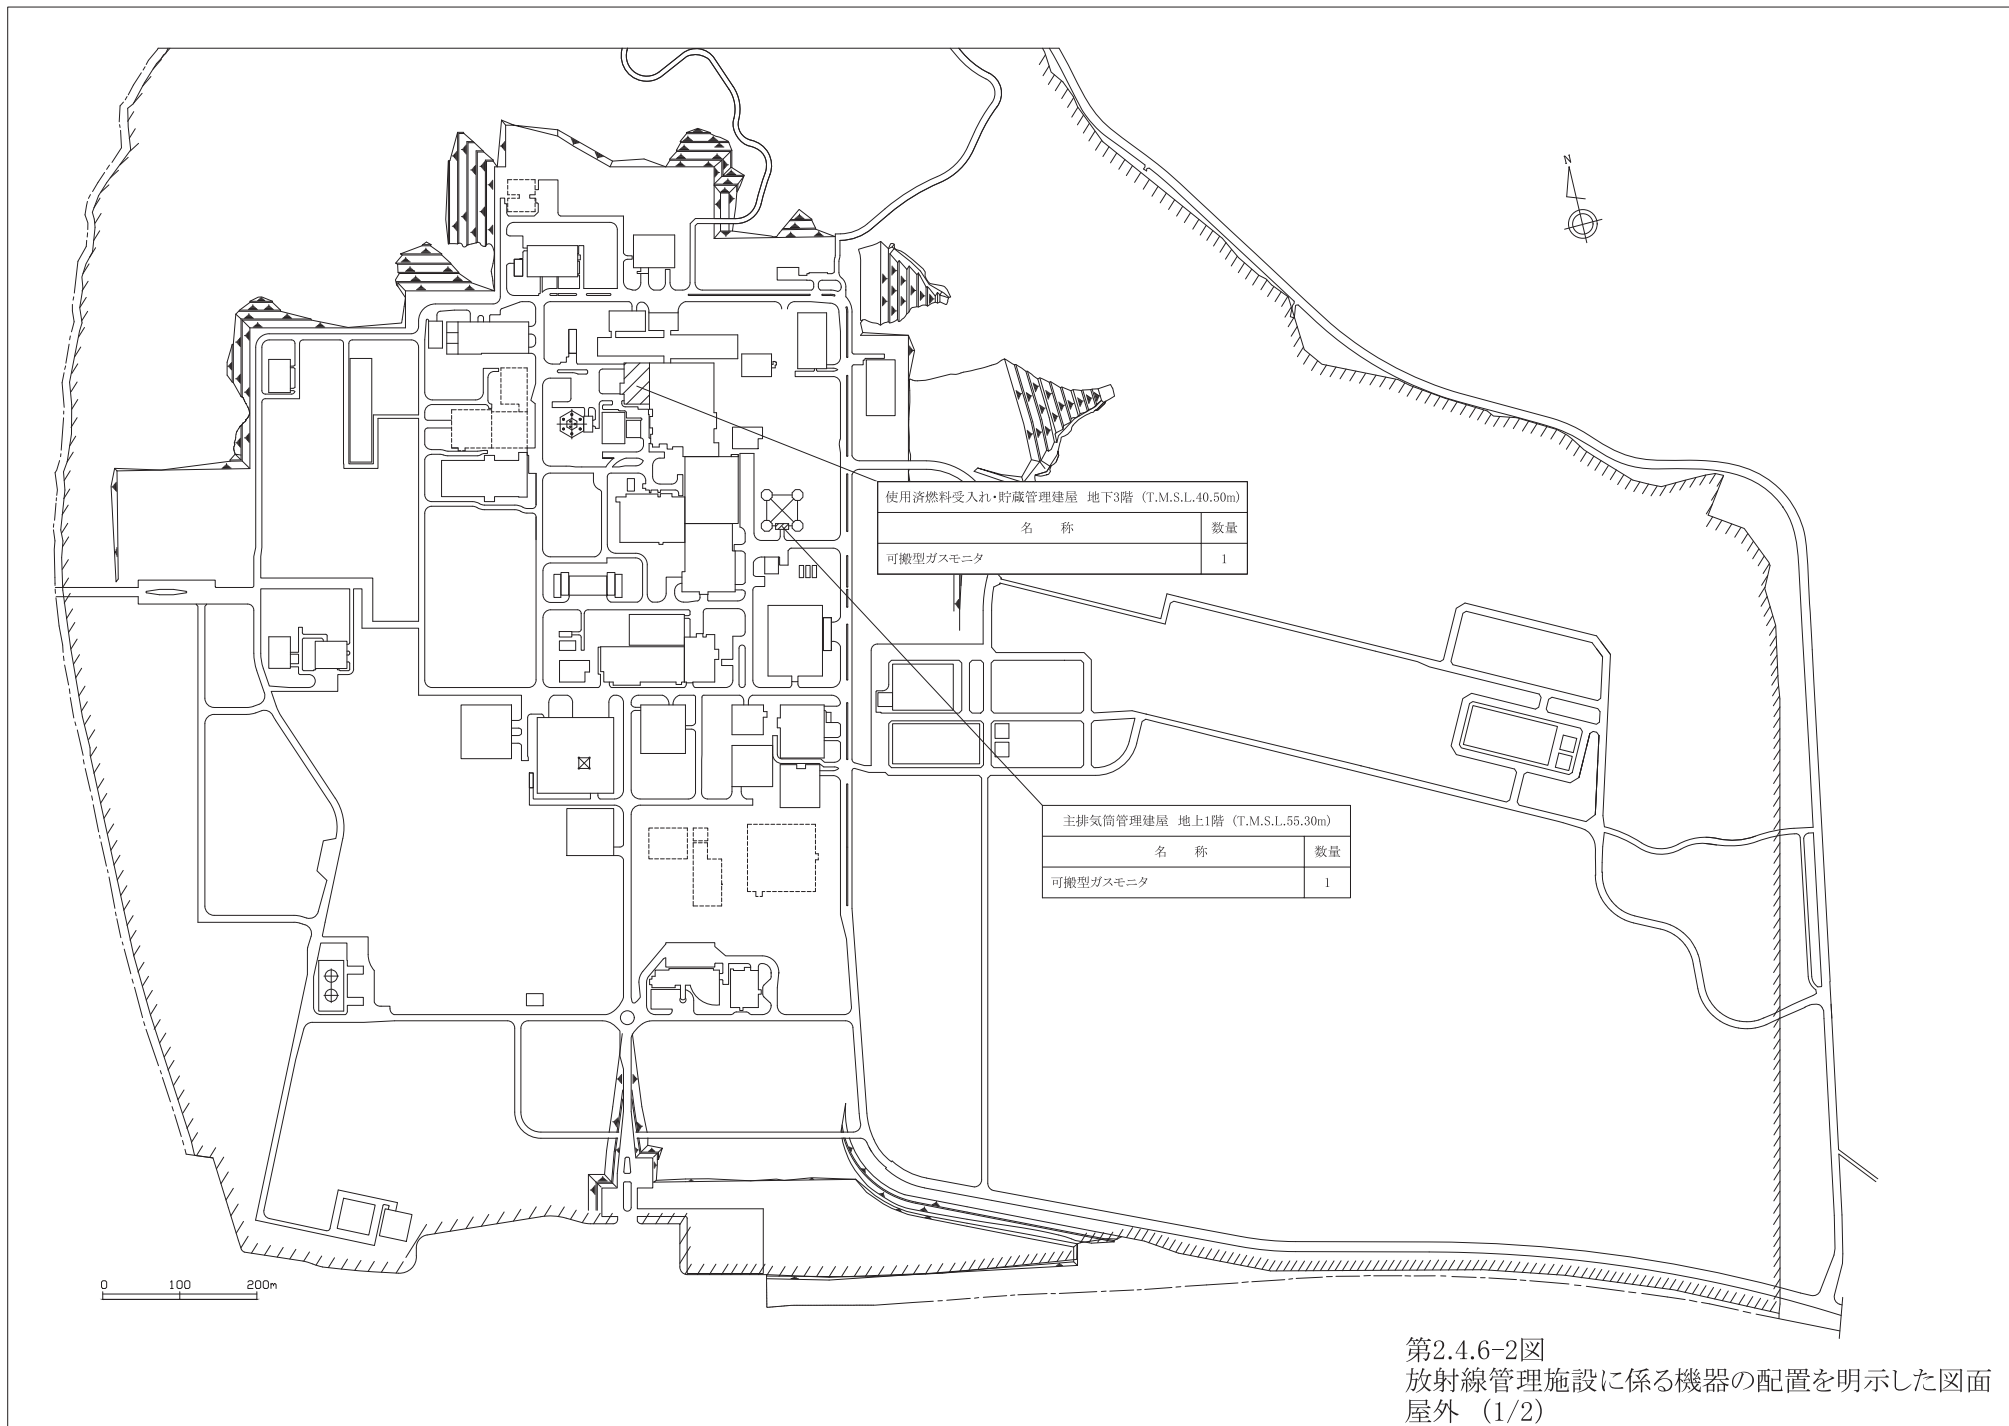 N
使用済燃料受入れ・貯蔵管理建屋 地下3階 (T.M.S.L.40.50m)
名 称 数量
可搬型ガスモニタ 1
主排気筒管理建屋 地上1階 (T.M.S.L.55.30m)
名 称 数量
可搬型ガスモニタ 1
0 100 200m
第2.4.6-2図
放射線管理施設に係る機器の配置を明示した図面
屋外 (1/2)